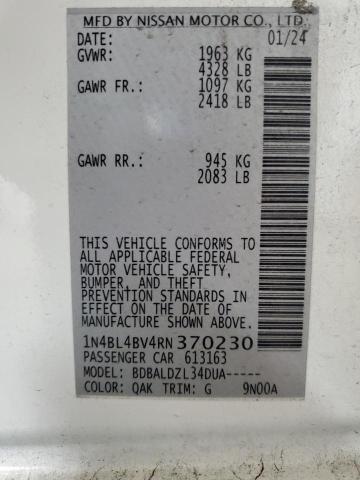 MFD BY NISSAN MOTOR CO., LTD.
DATE: 01/24
GVWR: 1963 KG
4328 LB
GAWR FR.: 1097 KG
2418 LB
GAWR RR.: 945 KG
2083 LB
THIS VEHICLE CONFORMS TO
ALL APPLICABLE FEDERAL
MOTOR VEHICLE SAFETY,
BUMPER, AND THEFT
PREVENTION STANDARDS IN
EFFECT ON THE DATE OF
MANUFACTURE SHOWN ABOVE.
1N4BL4BV4RN370230
PASSENGER CAR 613163
MODEL: BDBALDZL34DUA-----
COLOR: QAK TRIM: G 9N00A